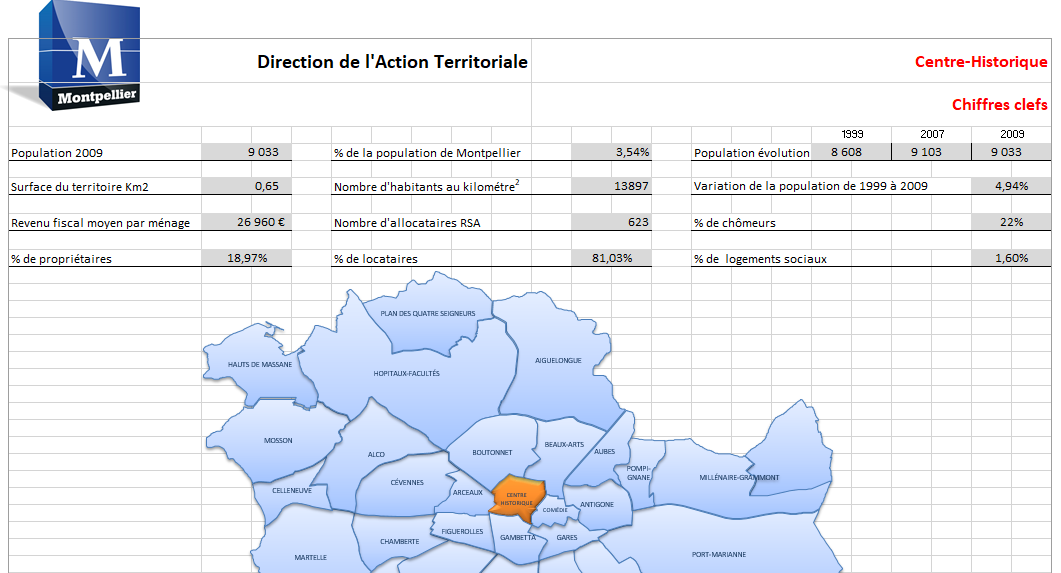 M
Montpellier
Direction de l'Action Territoriale
Centre-Historique
Chiffres clefs
1999 2007 2009
Population 2009 9 033 % de la population de Montpellier 3,54% Population évolution 8 608 9 103 9 033
Surface du territoire Km2 0,65 Nombre d'habitants au kilométre² 13897 Variation de la population de 1999 à 2009 4,94%
Revenu fiscal moyen par ménage 26 960 € Nombre d'allocataires RSA 623 % de chômeurs 22%
% de propriétaires 18,97% % de locataires 81,03% % de logements sociaux 1,60%
PLAN DES QUATRE SEIGNEURS
HAUTS DE MASSANE
AIGUELONGUE
HOPITAUX-FACULTÉS
MOSSON
ALCO
BOUTONNET
BEAUX-ARTS
AUBES
POMPI-
GNANE
MILLÉNAIRE-GRAMMONT
CELLENEUVE
CÉVENNES
ARCEAUX
CENTRE
HISTORIQUE
COMÉDIE
ANTIGONE
FIGUEROLLES
GAMBETTA
GARES
CHAMBERTE
MARTELLE
PORT-MARIANNE